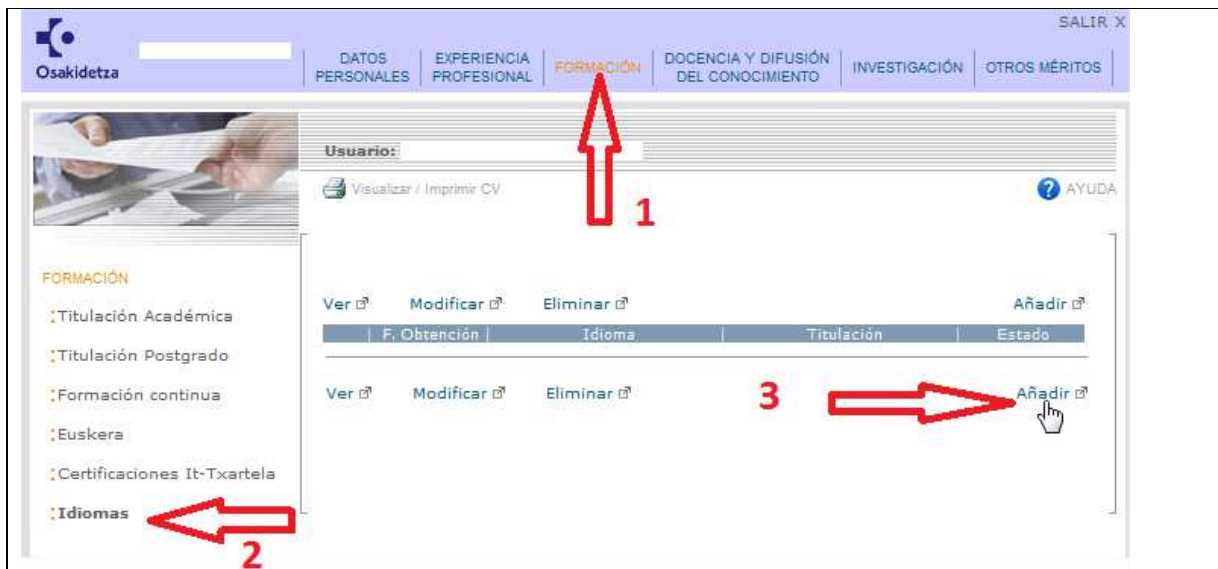 SALIR X
Osakidetza
DATOS PERSONALES
EXPERIENCIA PROFESIONAL
FORMACIÓN
DOCENCIA Y DIFUSIÓN DEL CONOCIMIENTO
INVESTIGACIÓN
OTROS MÉRITOS
Usuario:
Visualizar / Imprimir CV
AYUDA
1
FORMACIÓN
Titulación Académica
Titulación Postgrado
Formación continua
Euskera
Certificaciones It-Txartela
Idiomas
2
Ver Modificar Eliminar Añadir
F. Obtención | Idioma | Titulación | Estado
Ver Modificar Eliminar 3 Añadir